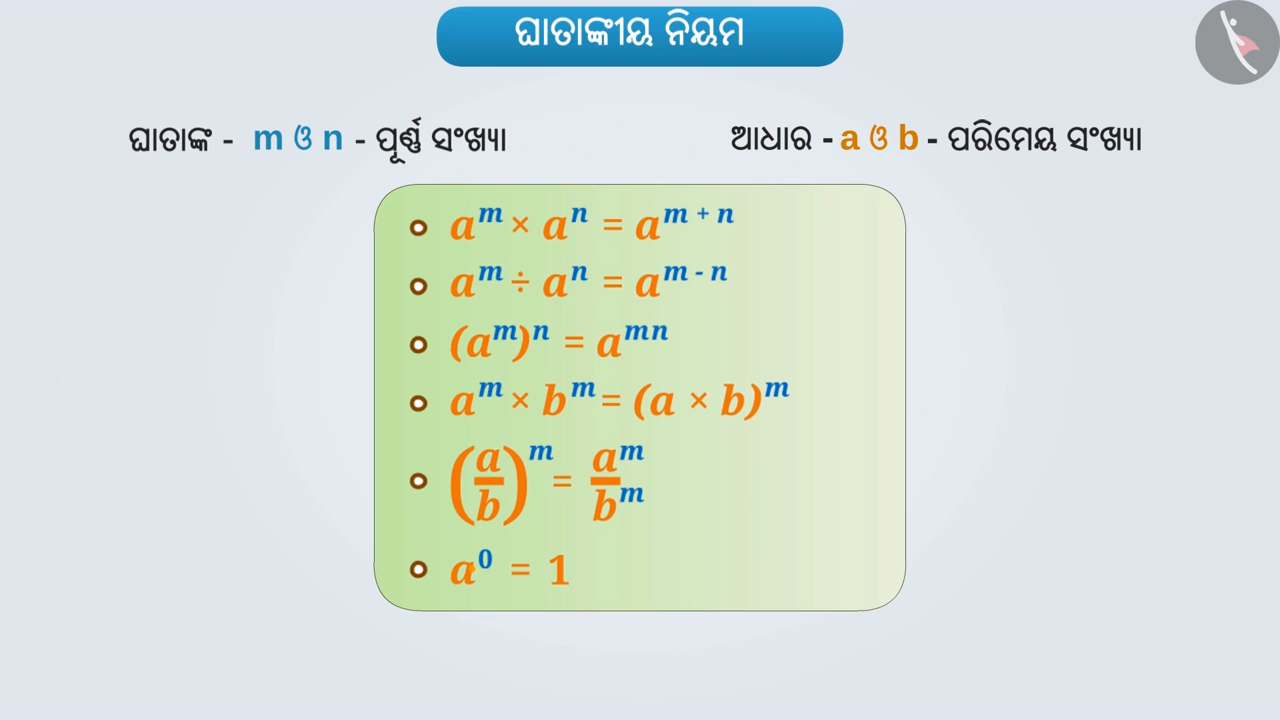 ଘାତାଙ୍କୀୟ ନିୟମ
ଘାତାଙ୍କ - m ଓ n - ପୂର୍ଣ୍ଣ ସଂଖ୍ୟା
ଆଧାର - a ଓ b - ପରିମେୟ ସଂଖ୍ୟା
a^m × a^n = a^{m + n}
a^m ÷ a^n = a^{m - n}
(a^m)^n = a^{mn}
a^m × b^m = (a × b)^m
(a/b)^m = a^m/b^m
a^0 = 1